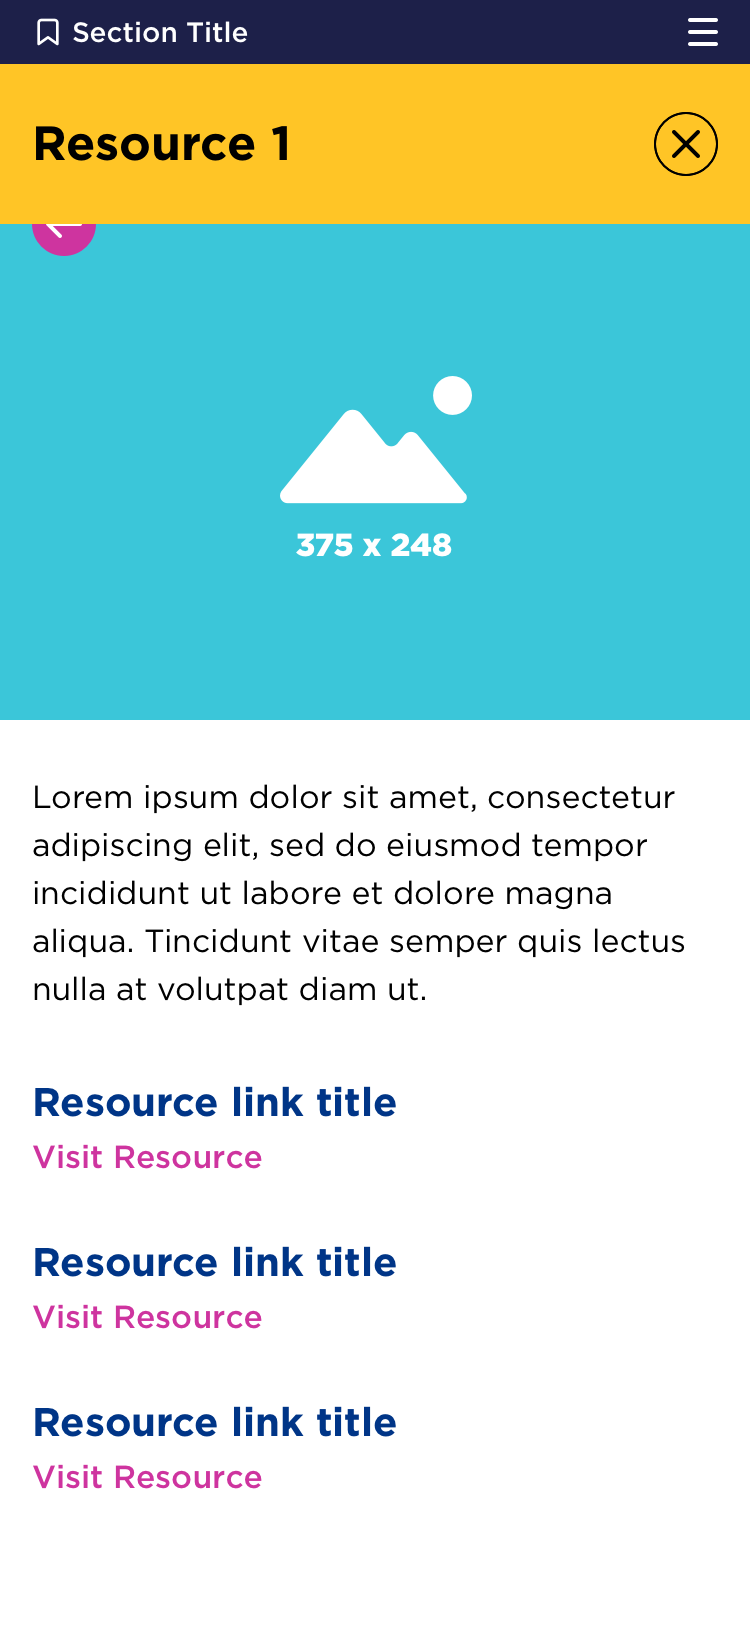 Section Title
Resource 1
375 x 248
Lorem ipsum dolor sit amet, consectetur
adipiscing elit, sed do eiusmod tempor
incididunt ut labore et dolore magna
aliqua. Tincidunt vitae semper quis lectus
nulla at volutpat diam ut.
Resource link title
Visit Resource
Resource link title
Visit Resource
Resource link title
Visit Resource